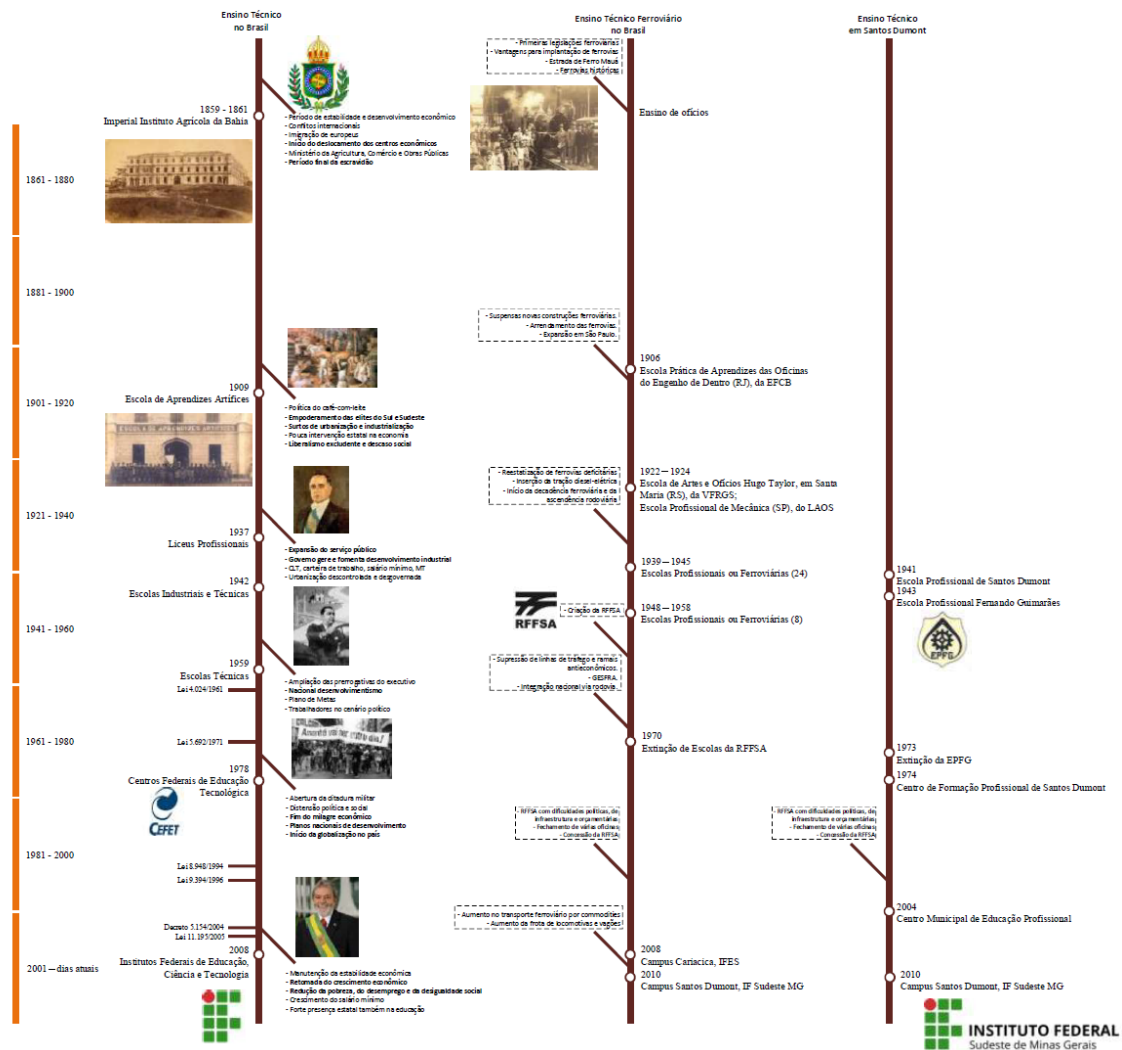 Ensino Técnico
no Brasil
Ensino Técnico Ferroviário
no Brasil
Ensino Técnico
em Santos Dumont
1861 - 1880
1881 - 1900
1901 - 1920
1921 - 1940
1941 - 1960
1961 - 1980
1981 - 2000
2001—dias atuais
1859 - 1861
Imperial Instituto Agrícola da Bahia
- Período de estabilidade e desenvolvimento econômico
- Conflitos internacionais
- Imigração de europeus
- Início do deslocamento dos centros econômicos
- Ministério da Agricultura, Comércio e Obras Públicas
- Período final da escravidão
1909
Escola de Aprendizes Artífices
ESCOLA DE APRENDIZES ARTIFICES
- Política do café-com-leite
- Empoderamento das elites do Sul e Sudeste
- Surtos de urbanização e industrialização
- Pouca intervenção estatal na economia
- Liberalismo excludente e descaso social
1937
Liceus Profissionais
- Expansão do serviço público
- Governo gere e fomenta desenvolvimento industrial
- CLT, carteira de trabalho, salário mínimo, MT
- Urbanização descontrolada e desgovernada
1942
Escolas Industriais e Técnicas
1959
Escolas Técnicas
Lei 4.024/1961
- Ampliação das prerrogativas do executivo
- Nacional desenvolvimentismo
- Plano de Metas
- Trabalhadores no cenário político
Lei 5.692/1971
1978
Centros Federais de Educação
Tecnológica
CEFET
- Abertura da ditadura militar
- Distensão política e social
- Fim do milagre econômico
- Planos nacionais de desenvolvimento
- Início da globalização no país
Lei 8.948/1994
Lei 9.394/1996
Decreto 5.154/2004
Lei 11.195/2005
2008
Institutos Federais de Educação,
Ciência e Tecnologia
- Manutenção da estabilidade econômica
- Retomada do crescimento econômico
- Redução da pobreza, do desemprego e da desigualdade social
- Crescimento do salário mínimo
- Forte presença estatal também na educação
- Primeiras legislações ferroviárias
- Vantagens para implantação de ferrovias
- Estrada de Ferro Mauá
- Ferrovias históricas
Ensino de ofícios
- Suspensas novas construções ferroviárias.
- Arrendamento das ferrovias.
- Expansão em São Paulo.
1906
Escola Prática de Aprendizes das Oficinas
do Engenho de Dentro (RJ), da EFCB
- Reestatização de ferrovias deficitárias
- Inserção da tração diesel-elétrica
- Início da decadência ferroviária e da
ascendência rodoviária
1922—1924
Escola de Artes e Ofícios Hugo Taylor, em Santa
Maria (RS), da VFRGS;
Escola Profissional de Mecânica (SP), do LAOS
1939—1945
Escolas Profissionais ou Ferroviárias (24)
RFFSA
- Criação da RFFSA
1948—1958
Escolas Profissionais ou Ferroviárias (8)
- Supressão de linhas de tráfego e ramais
antieconômicos.
- GESFRA.
- Integração nacional via rodovia.
1970
Extinção de Escolas da RFFSA
- RFFSA com dificuldades políticas, de
infraestrutura e orçamentárias
- Fechamento de várias oficinas
- Concessão da RFFSA
- Aumento no transporte ferroviário por commodities
- Aumento da frota de locomotivas e vagões
2008
Campus Cariacica, IFES
2010
Campus Santos Dumont, IF Sudeste MG
1941
Escola Profissional de Santos Dumont
1943
Escola Profissional Fernando Guimarães
EPFG
1973
Extinção da EPFG
1974
Centro de Formação Profissional de Santos Dumont
- RFFSA com dificuldades políticas, de
infraestrutura e orçamentárias
- Fechamento de várias oficinas
- Concessão da RFFSA
2004
Centro Municipal de Educação Profissional
2010
Campus Santos Dumont, IF Sudeste MG
INSTITUTO FEDERAL
Sudeste de Minas Gerais